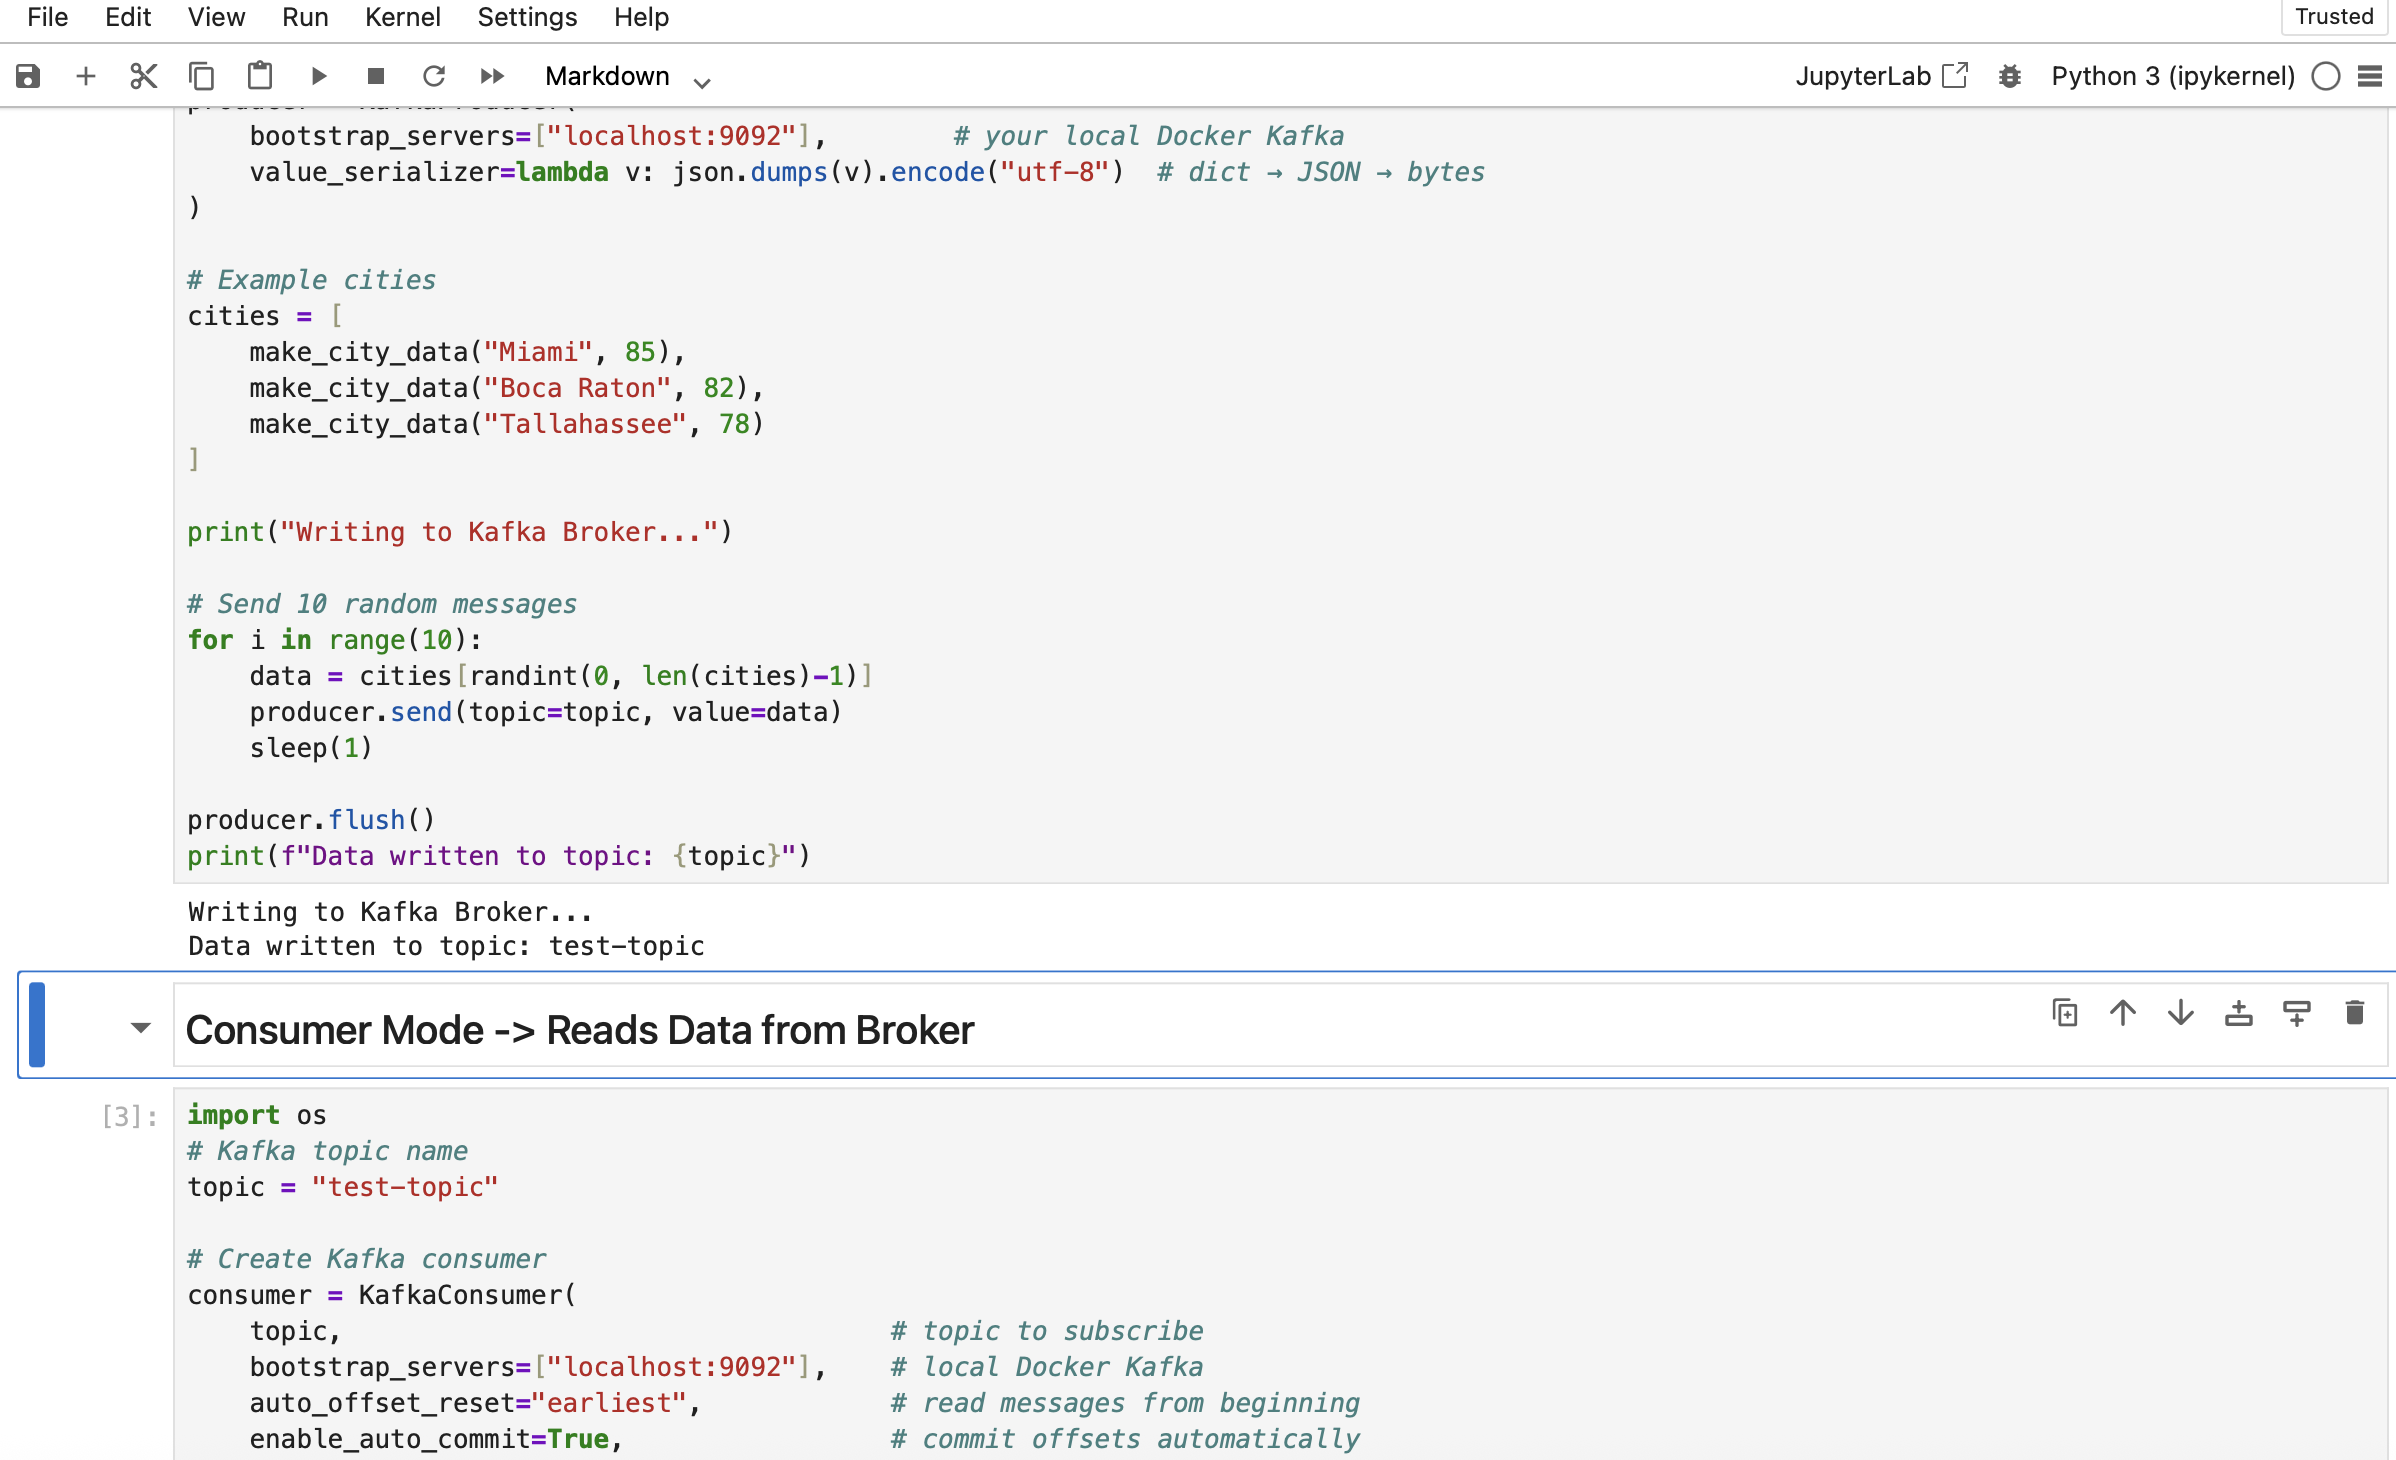 File Edit View Run Kernel Settings Help Trusted
Markdown JupyterLab Python 3 (ipykernel)
    bootstrap_servers=["localhost:9092"],        # your local Docker Kafka
    value_serializer=lambda v: json.dumps(v).encode("utf-8")  # dict → JSON → bytes
)
# Example cities
cities = [
    make_city_data("Miami", 85),
    make_city_data("Boca Raton", 82),
    make_city_data("Tallahassee", 78)
]
print("Writing to Kafka Broker...")
# Send 10 random messages
for i in range(10):
    data = cities[randint(0, len(cities)-1)]
    producer.send(topic=topic, value=data)
    sleep(1)
producer.flush()
print(f"Data written to topic: {topic}")
Writing to Kafka Broker...
Data written to topic: test-topic
Consumer Mode -> Reads Data from Broker
[3]: import os
# Kafka topic name
topic = "test-topic"
# Create Kafka consumer
consumer = KafkaConsumer(
    topic,                                   # topic to subscribe
    bootstrap_servers=["localhost:9092"],    # local Docker Kafka
    auto_offset_reset="earliest",            # read messages from beginning
    enable_auto_commit=True,                 # commit offsets automatically